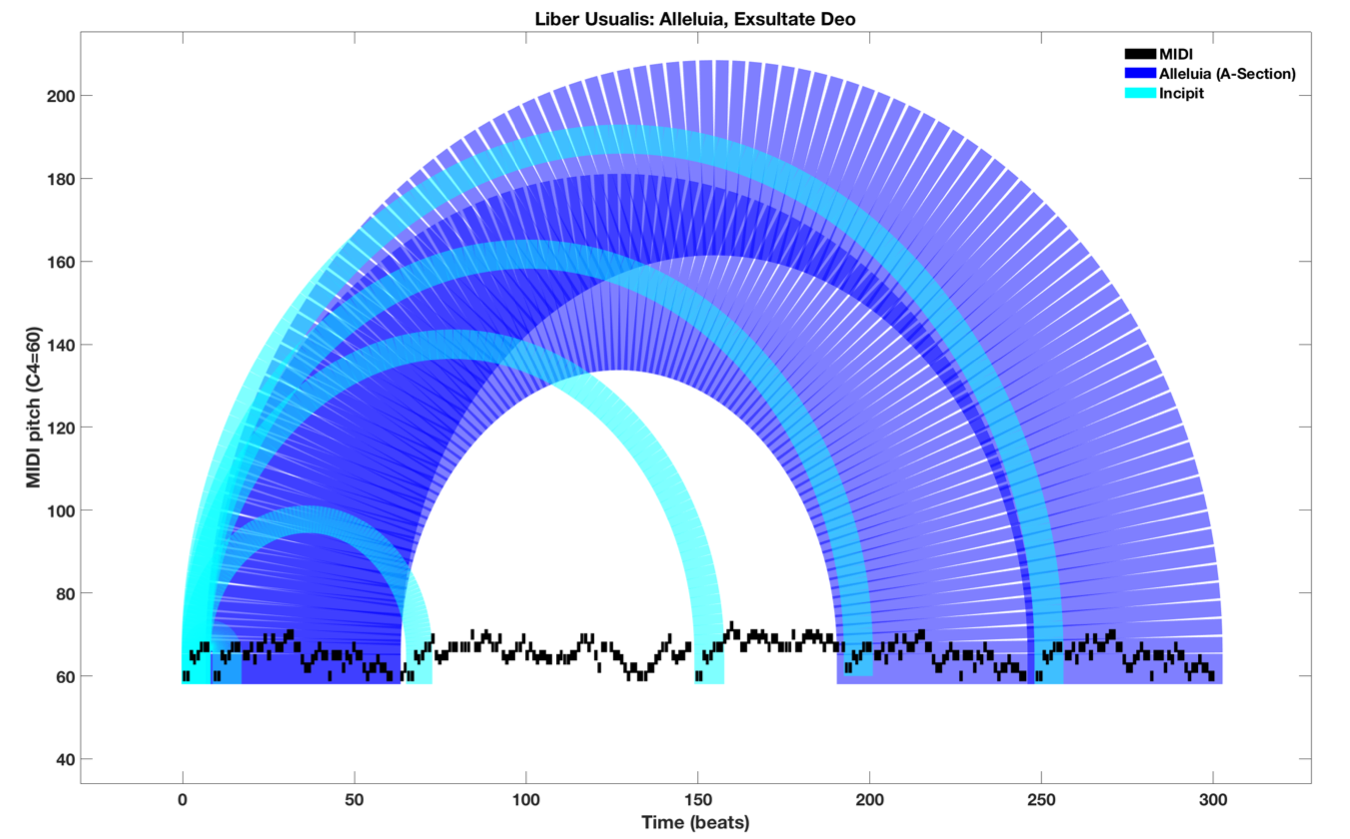 Liber Usualis: Alleluia, Exsultate Deo
MIDI
Alleluia (A-Section)
Incipit
MIDI pitch (C4=60)
200
180
160
140
120
100
80
60
40
0 50 100 150 200 250 300
Time (beats)